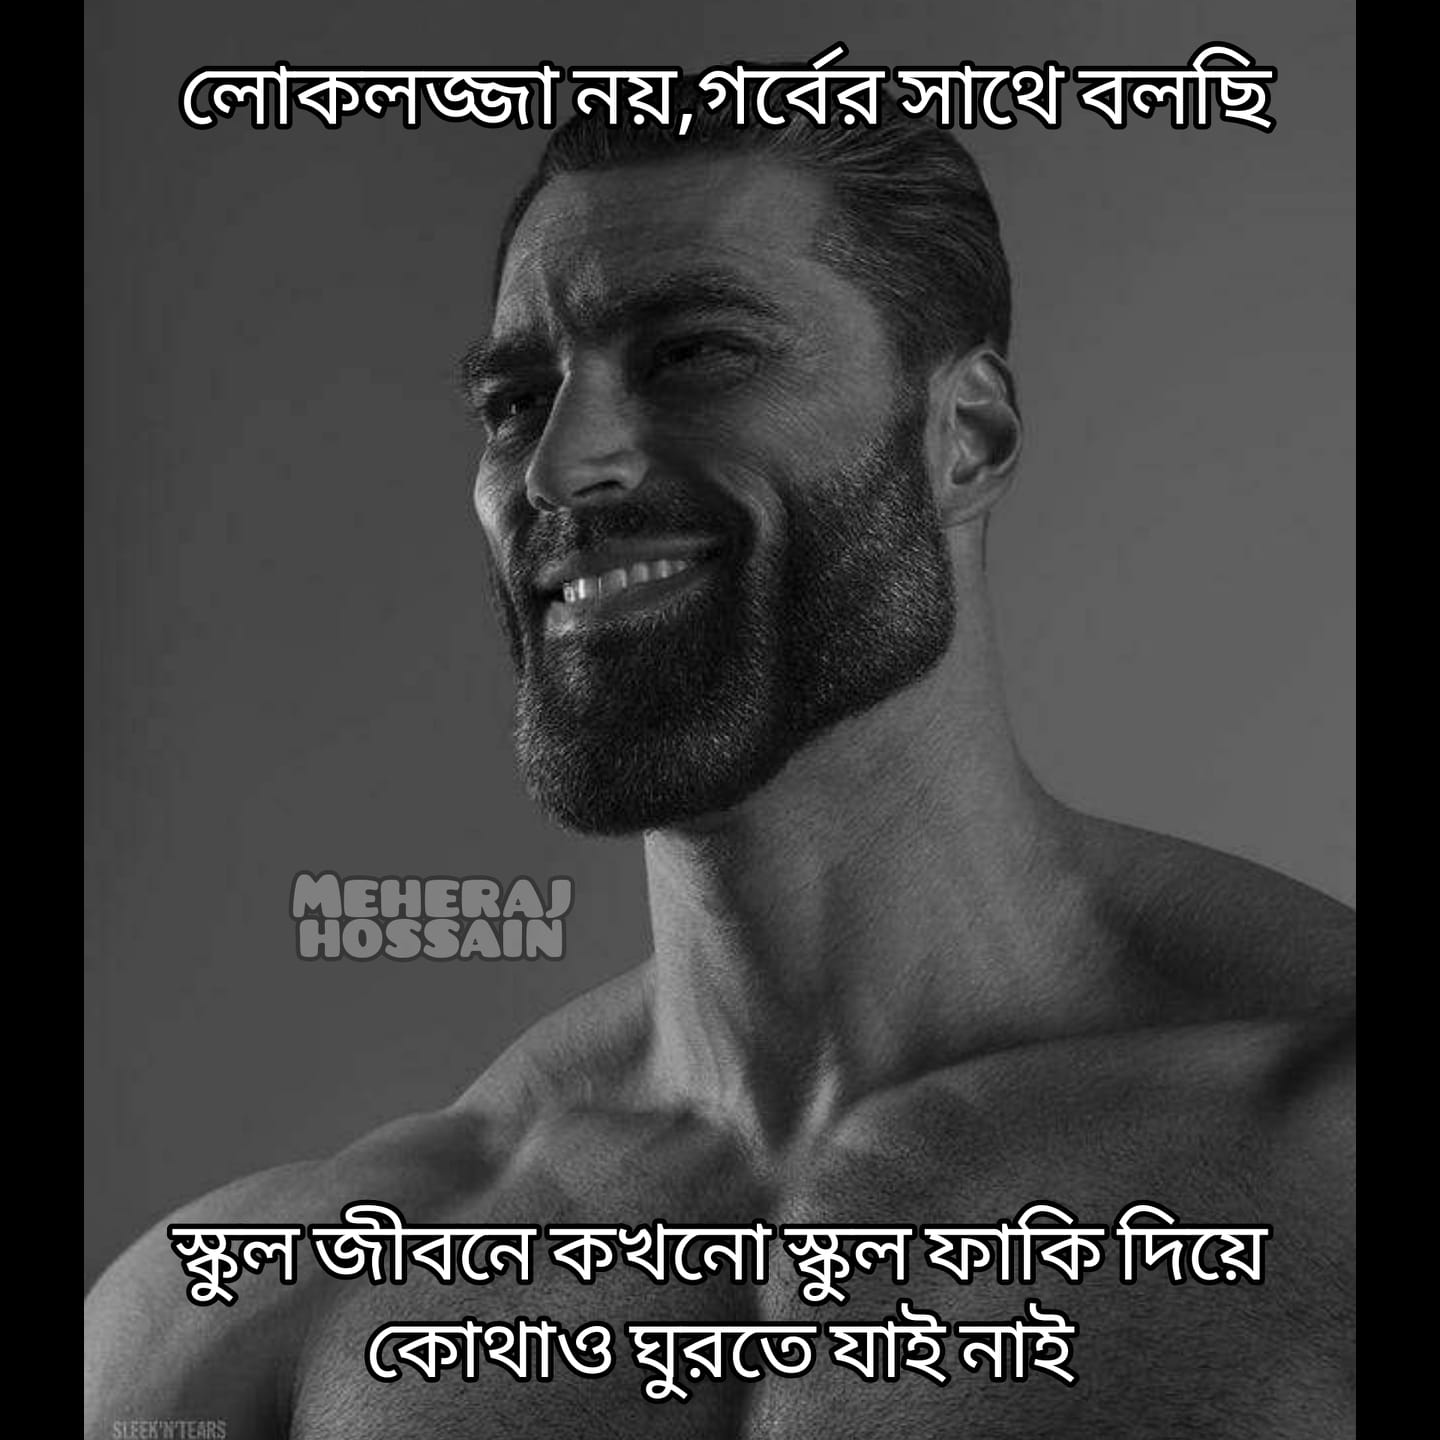 লোকলজ্জা নয়,গর্বের সাথে বলছি
MEHERAJ
HOSSAIN
স্কুল জীবনে কখনো স্কুল ফাকি দিয়ে
কোথাও ঘুরতে যাই নাই
SLEEK'N'TEARS